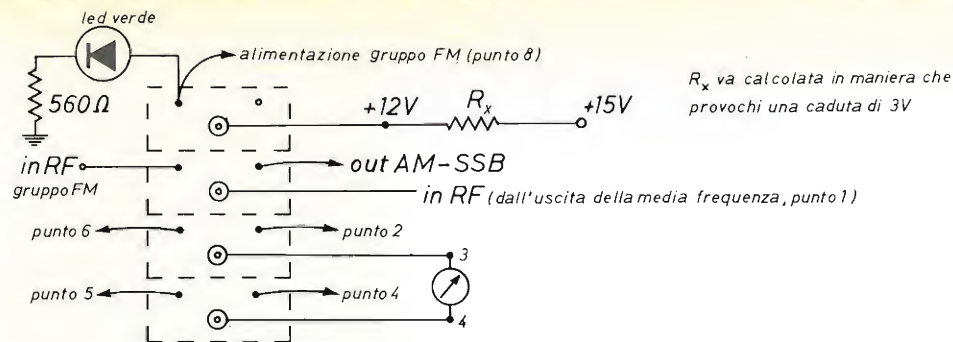 led verde
alimentazione gruppo FM (punto 8)
560Ω
+12V
Rx
+15V
Rx va calcolata in maniera che
provochi una caduta di 3V
in RF
gruppo FM
out AM-SSB
in RF (dall'uscita della media frequenza, punto 1)
punto 6
punto 2
3
punto 5
punto 4
4